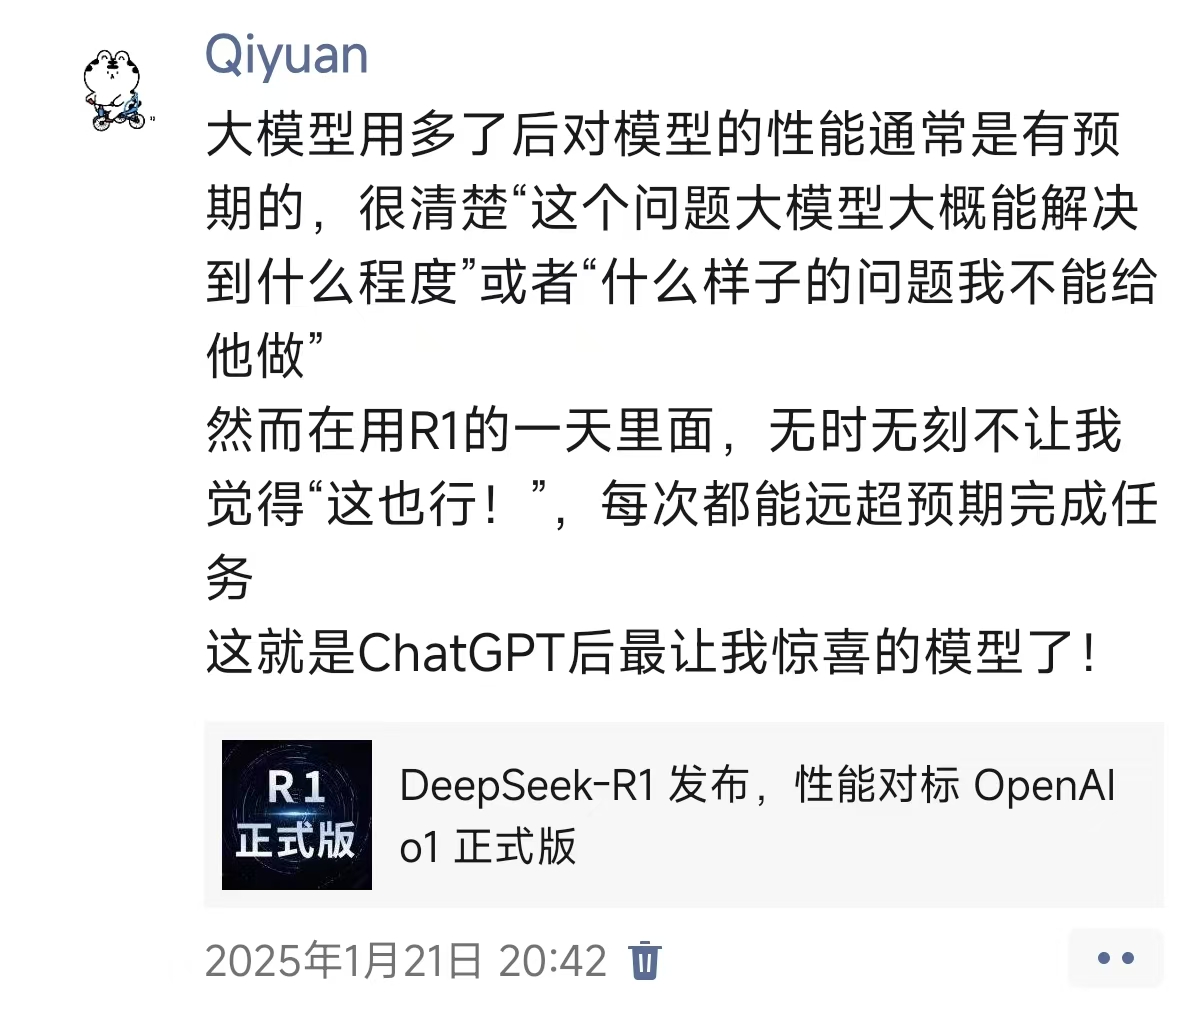 Qiyuan
大模型用多了后对模型的性能通常是有预
期的，很清楚“这个问题大模型大概能解决
到什么程度”或者“什么样子的问题我不能给
他做”
然而在用R1的一天里面，无时无刻不让我
觉得“这也行！”，每次都能远超预期完成任
务
这就是ChatGPT后最让我惊喜的模型了！
R1
正式版
DeepSeek-R1 发布，性能对标 OpenAI
o1 正式版
2025年1月21日 20:42